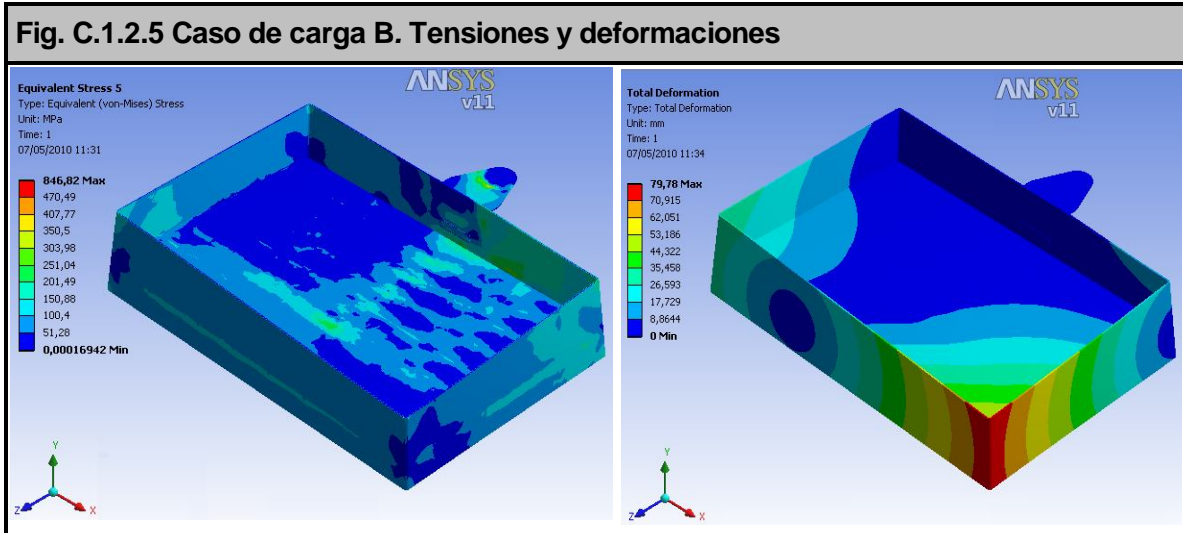 Fig. C.1.2.5 Caso de carga B. Tensiones y deformaciones
Equivalent Stress 5
Type: Equivalent (von-Mises) Stress
Unit: MPa
Time: 1
07/05/2010 11:31
846,82 Max
470,49
407,77
350,5
303,98
251,04
201,49
150,88
100,4
51,28
0,00016942 Min
ANSYS
v11
Y
Z
X
Total Deformation
Type: Total Deformation
Unit: mm
Time: 1
07/05/2010 11:34
79,78 Max
70,915
62,051
53,186
44,322
35,458
26,593
17,729
8,8644
0 Min
ANSYS
v11
Y
Z
X